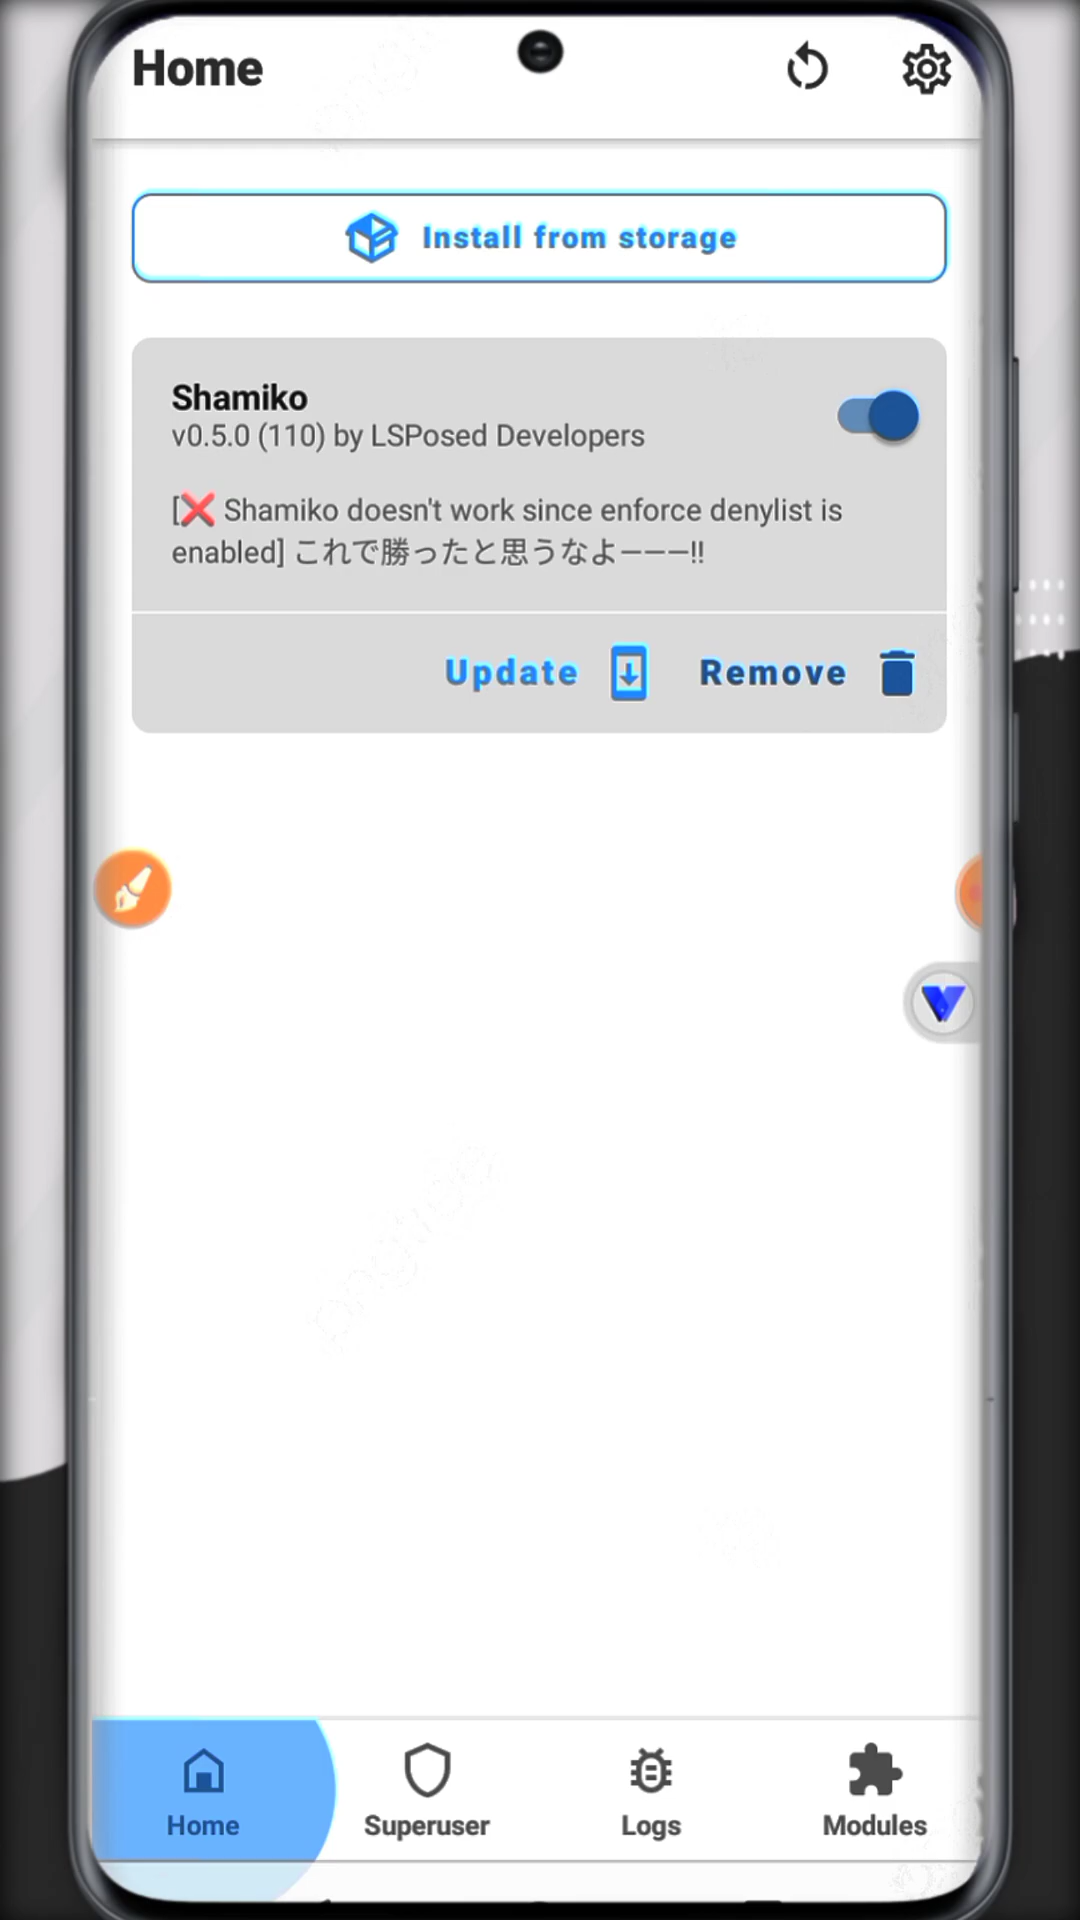 Home
Install from storage
Shamiko
v0.5.0 (110) by LSPosed Developers
[❌ Shamiko doesn't work since enforce denylist is
enabled] これで勝ったと思うなよーーー!!
Update
Remove
Home
Superuser
Logs
Modules